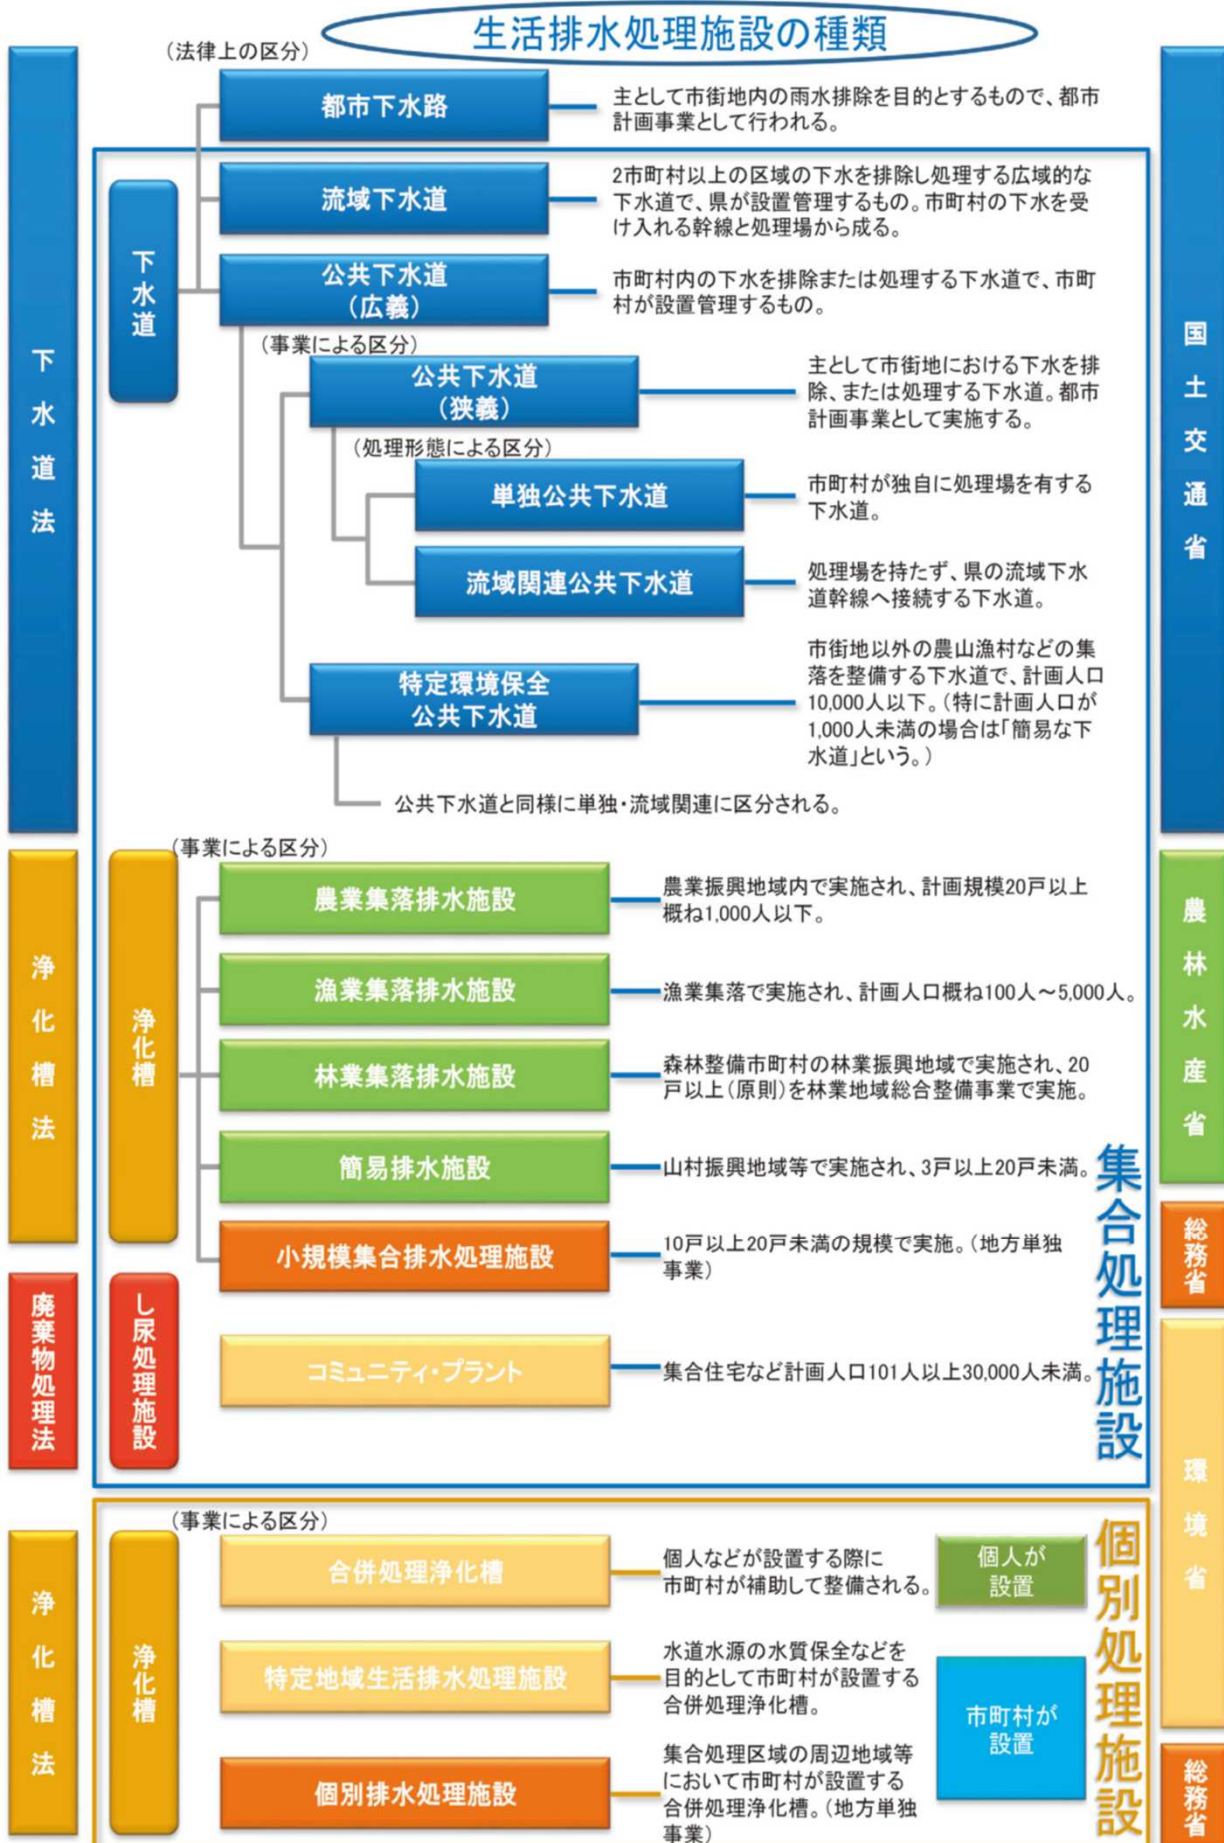 生活排水処理施設の種類
(法律上の区分)
下水道法
国土交通省
下水道
都市下水路
主として市街地内の雨水排除を目的とするもので、都市
計画事業として行われる。
流域下水道
2市町村以上の区域の下水を排除し処理する広域的な
下水道で、県が設置管理するもの。市町村の下水を受
け入れる幹線と処理場から成る。
公共下水道
(広義)
市町村内の下水を排除または処理する下水道で、市町
村が設置管理するもの。
(事業による区分)
公共下水道
(狭義)
主として市街地における下水を排
除、または処理する下水道。都市
計画事業として実施する。
(処理形態による区分)
単独公共下水道
市町村が独自に処理場を有する
下水道。
流域関連公共下水道
処理場を持たず、県の流域下水
道幹線へ接続する下水道。
特定環境保全
公共下水道
市街地以外の農山漁村などの集
落を整備する下水道で、計画人口
10,000人以下。(特に計画人口が
1,000人未満の場合は「簡易な下
水道」という。)
公共下水道と同様に単独・流域関連に区分される。
(事業による区分)
浄化槽法
浄化槽
農林水産省
農業集落排水施設
農業振興地域内で実施され、計画規模20戸以上
概ね1,000人以下。
漁業集落排水施設
漁業集落で実施され、計画人口概ね100人～5,000人。
林業集落排水施設
森林整備市町村の林業振興地域で実施され、20
戸以上(原則)を林業地域総合整備事業で実施。
簡易排水施設
山村振興地域等で実施され、3戸以上20戸未満。
集合処理施設
総務省
小規模集合排水処理施設
10戸以上20戸未満の規模で実施。(地方単独
事業)
廃棄物処理法
し尿処理施設
コミュニティ・プラント
集合住宅など計画人口101人以上30,000人未満。
環境省
(事業による区分)
浄化槽法
浄化槽
合併処理浄化槽
個人などが設置する際に
市町村が補助して整備される。
個人が
設置
個別処理施設
特定地域生活排水処理施設
水道水源の水質保全などを
目的として市町村が設置する
合併処理浄化槽。
市町村が
設置
個別排水処理施設
集合処理区域の周辺地域等
において市町村が設置する
合併処理浄化槽。(地方単独
事業)
総務省